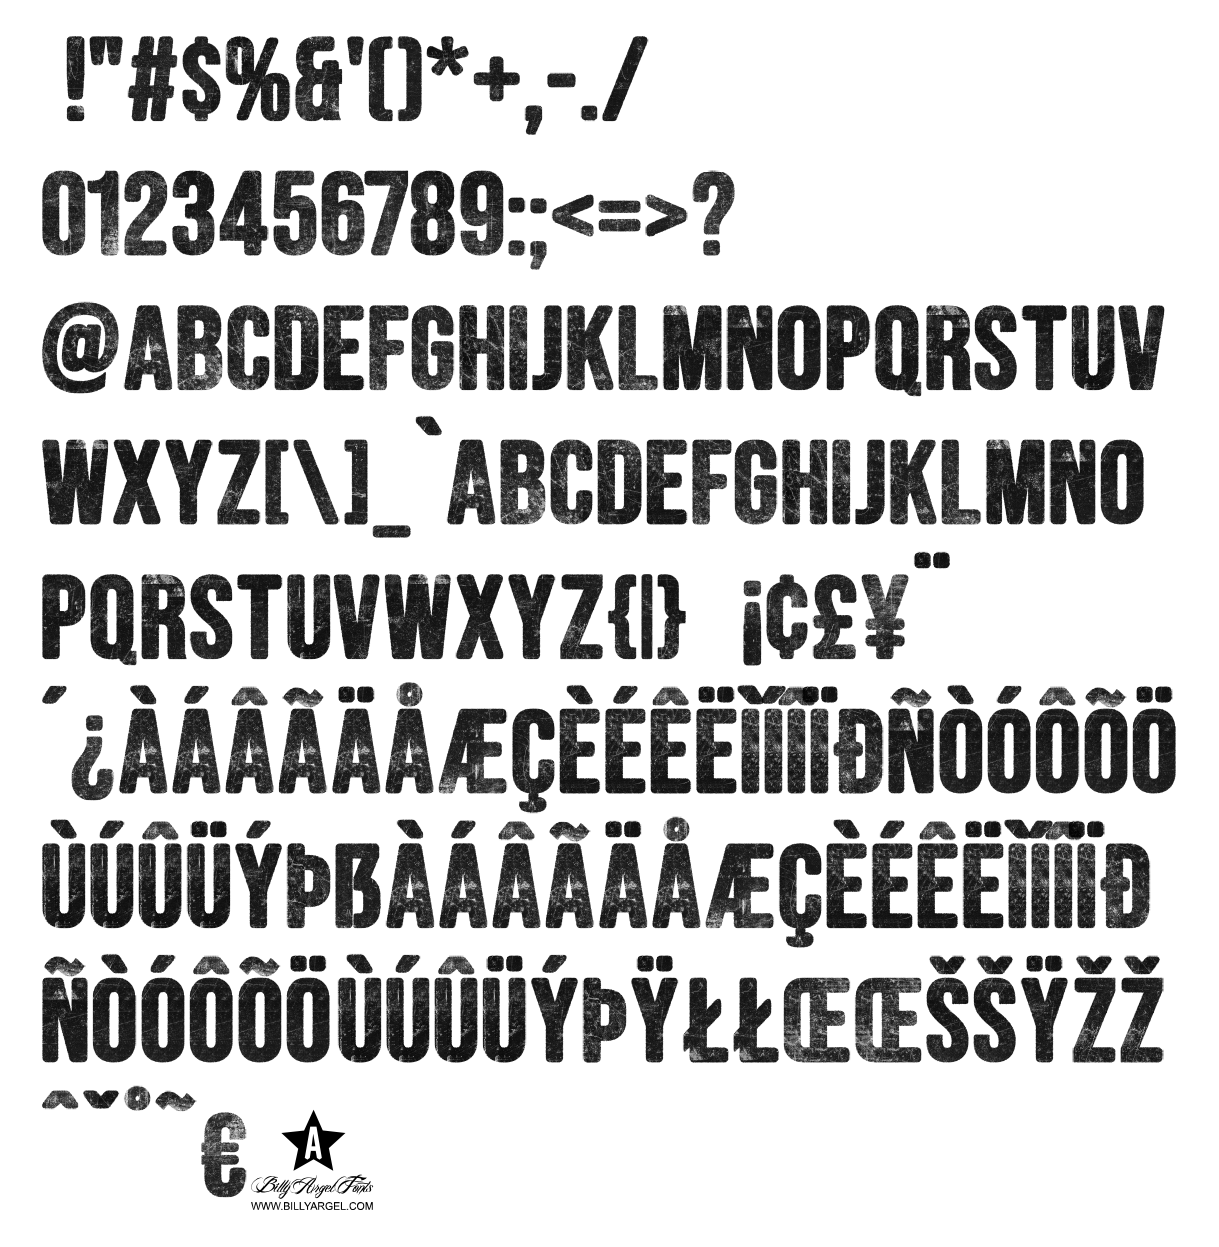 !"#$%&'()*+,-./
0123456789:;<=>?
@ABCDEFGHIJKLMNOPQRSTUV
WXYZ[\]_`ABCDEFGHIJKLMNO
PQRSTUVWXYZ{|} ¡¢£¥¨
´¿ÀÁÂÃÄÅÆÇÈÉÊËÌÍÎÏÐÑÒÓÔÕÖ
ÙÚÛÜÝÞßÀÁÂÃÄÅÆÇÈÉÊËÌÍÎÏÐ
ÑÒÓÔÕÖÙÚÛÜÝÞŸŁŁŒŒŠŠŸŽŽ
ˆˇ˚˜€
A
Billy Argel Fonts
WWW.BILLYARGEL.COM